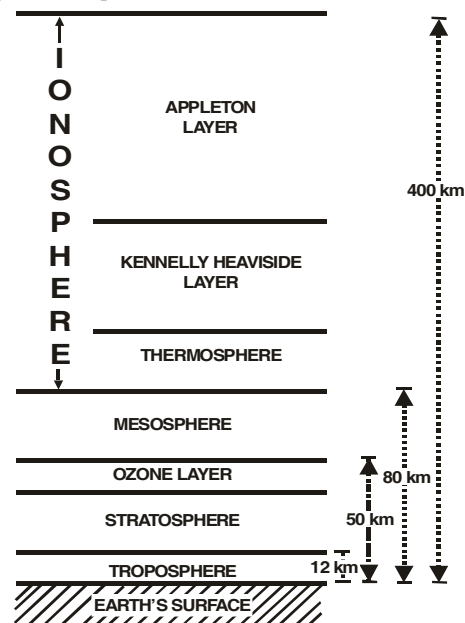 IONOSPHERE
APPLETON
LAYER
400 km
KENNELLY HEAVISIDE
LAYER
THERMOSPHERE
MESOSPHERE
OZONE LAYER
80 km
STRATOSPHERE
50 km
12 km
TROPOSPHERE
EARTH'S SURFACE